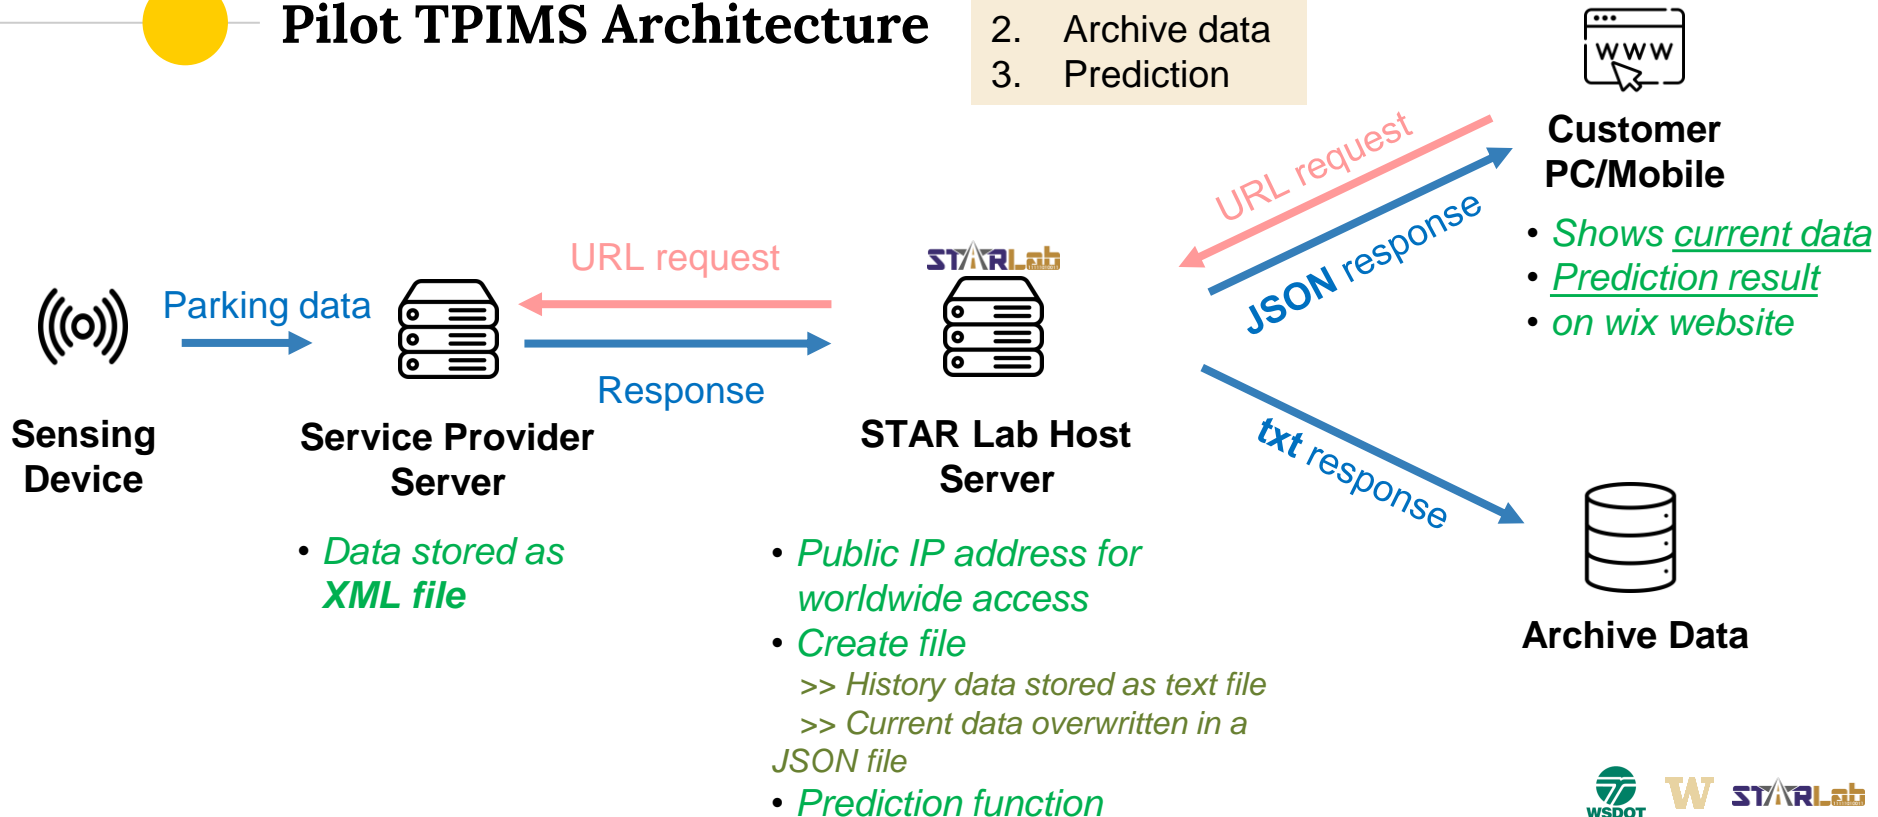 Pilot TPIMS Architecture
2. Archive data
3. Prediction
WWW
Customer
PC/Mobile
• Shows current data
• Prediction result
• on wix website
URL request
JSON response
STARLab
URL request
Response
Parking data
txt response
Sensing
Device
Service Provider
Server
• Data stored as
XML file
STAR Lab Host
Server
• Public IP address for
worldwide access
• Create file
>> History data stored as text file
>> Current data overwritten in a
JSON file
• Prediction function
Archive Data
WSDOT
W
STARLab